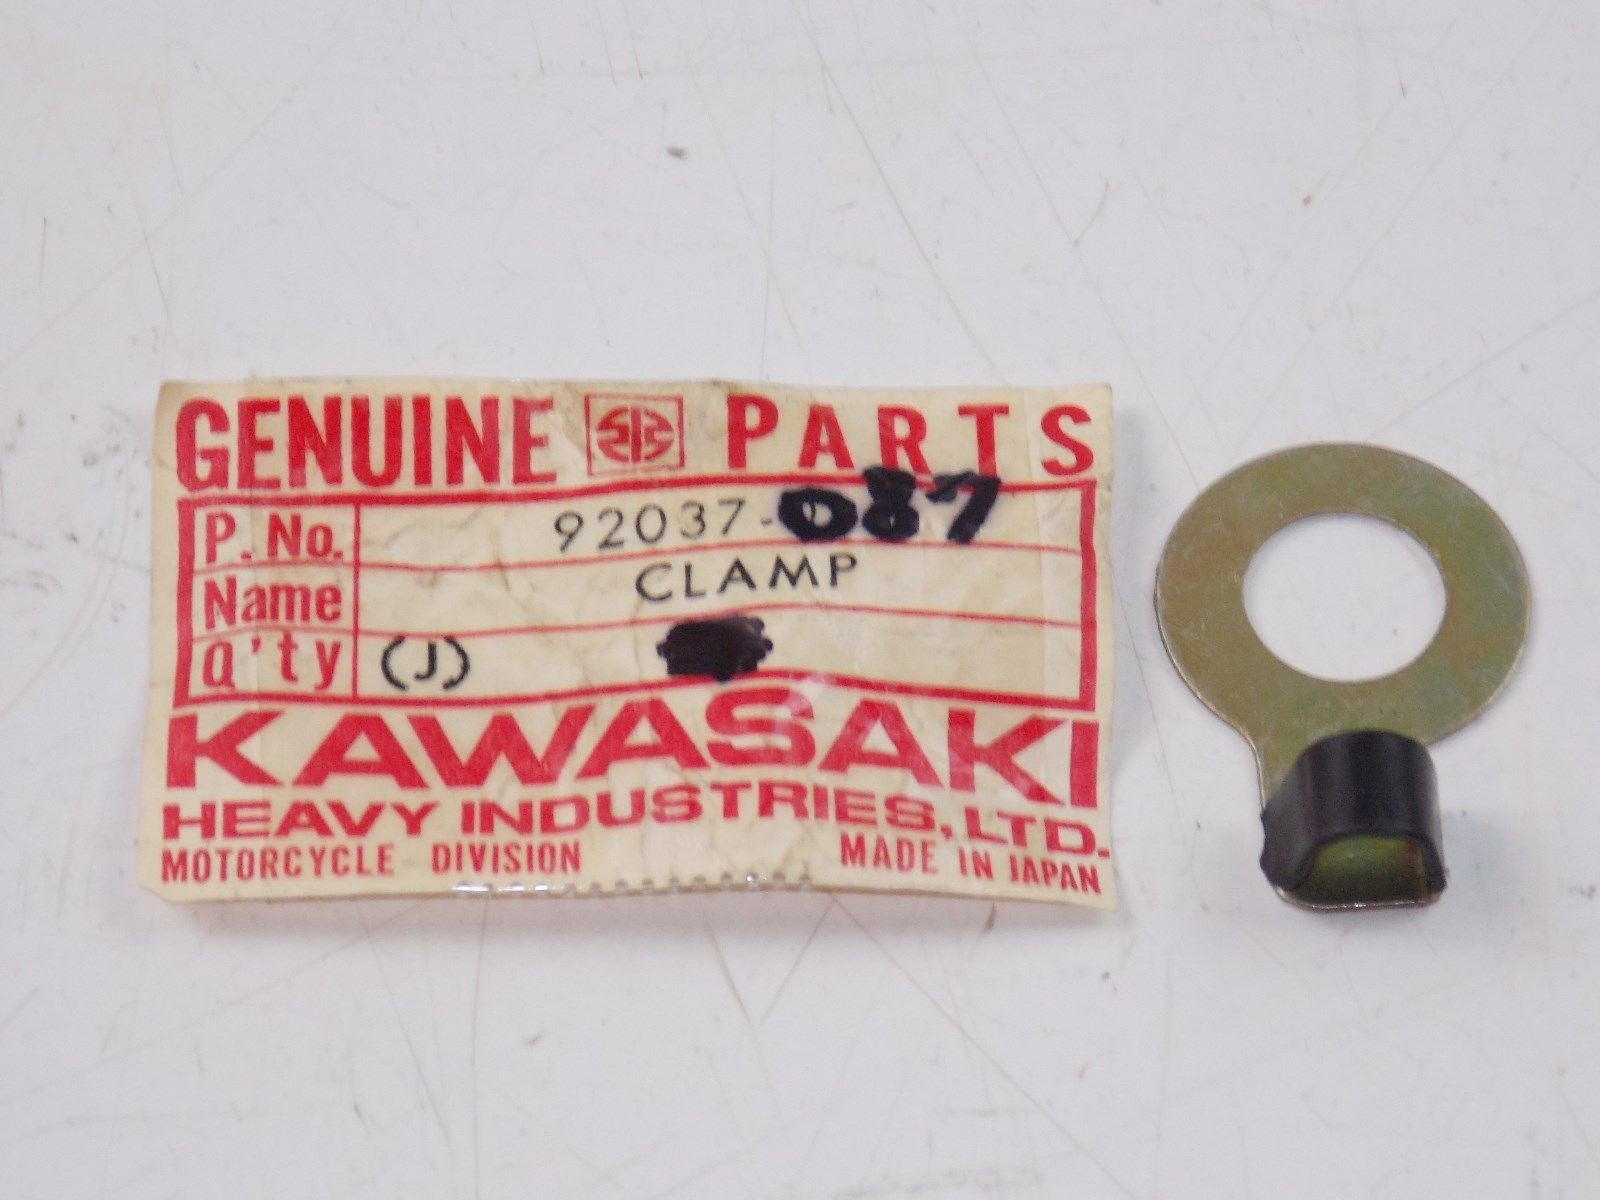 GENUINE PARTS
P. No. 92037-087
Name CLAMP
Q'ty (J)
KAWASAKI
HEAVY INDUSTRIES, LTD.
MOTORCYCLE DIVISION MADE IN JAPAN